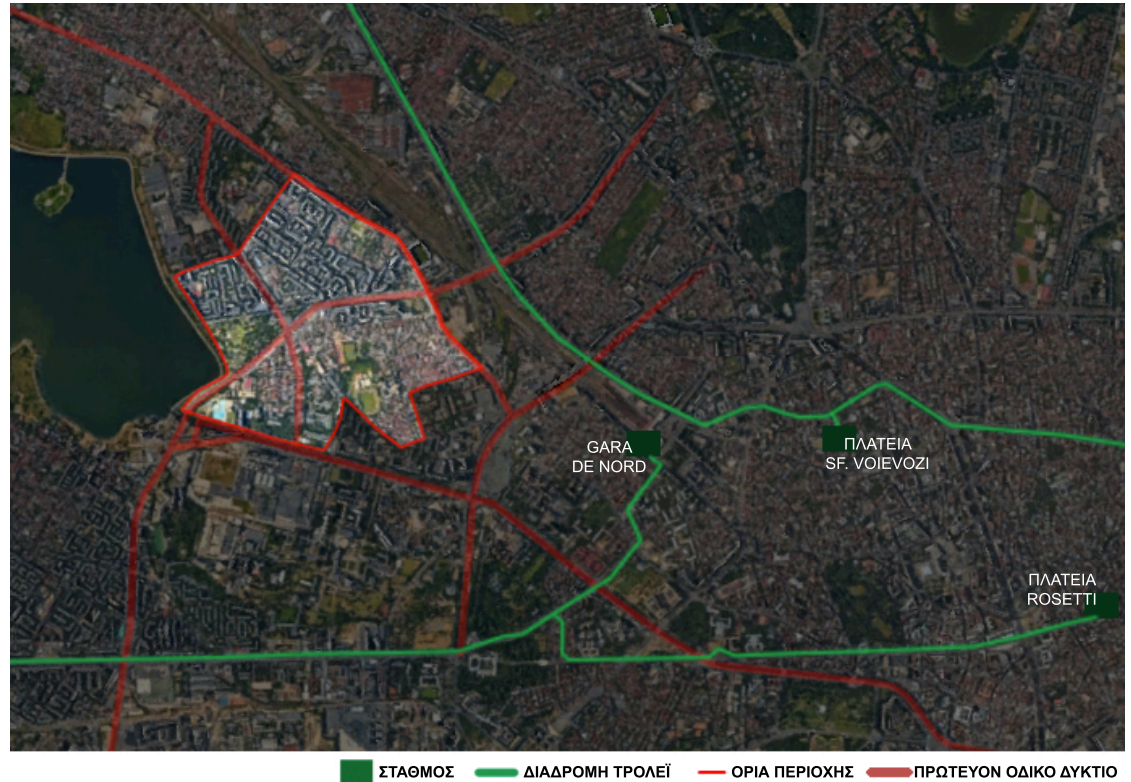 GARA
DE NORD
ΠΛΑΤΕΙΑ
SF. VOIEVOZI
ΠΛΑΤΕΙΑ
ROSETTI
ΣΤΑΘΜΟΣ ΔΙΑΔΡΟΜΗ ΤΡΟΛΕΪ ΟΡΙΑ ΠΕΡΙΟΧΗΣ ΠΡΩΤΕΥΟΝ ΟΔΙΚΟ ΔΥΚΤΙΟ